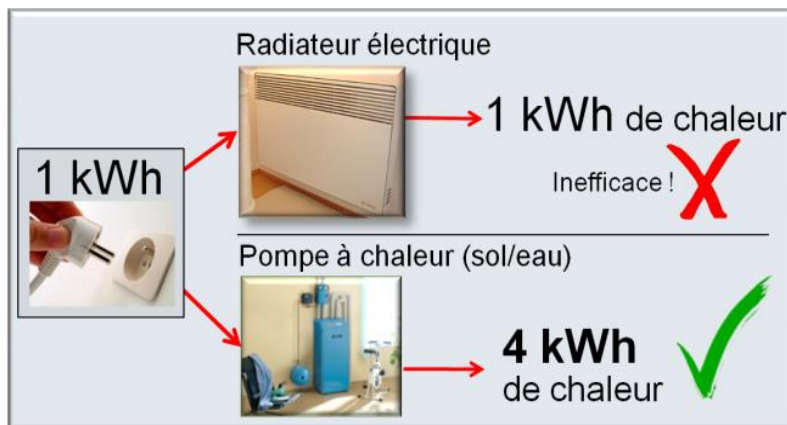 Radiateur électrique
1 kWh
1 kWh de chaleur
Inefficace !
Pompe à chaleur (sol/eau)
4 kWh
de chaleur